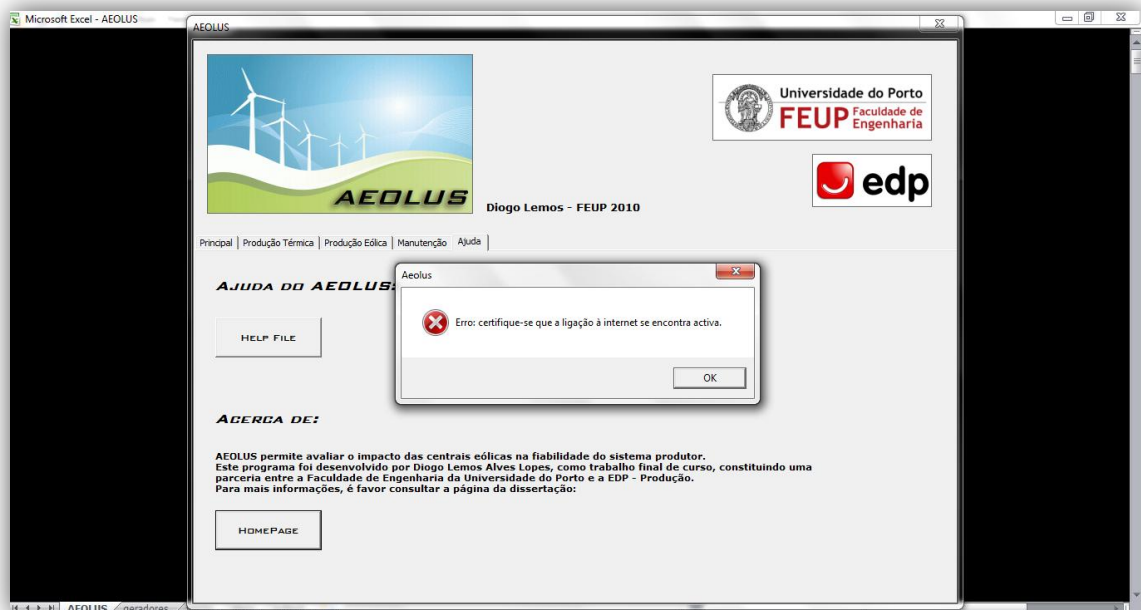 Microsoft Excel - AEOLUS
AEOLUS
Universidade do Porto
FEUP Faculdade de
Engenharia
AEOLUS
edp
Diogo Lemos - FEUP 2010
Principal | Produção Térmica | Produção Eólica | Manutenção | Ajuda
AJUDA DO AEOLUS:
Aeolus
Erro: certifique-se que a ligação à internet se encontra activa.
OK
HELP FILE
ACERCA DE:
AEOLUS permite avaliar o impacto das centrais eólicas na fiabilidade do sistema produtor.
Este programa foi desenvolvido por Diogo Lemos Alves Lopes, como trabalho final de curso, constituindo uma
parceria entre a Faculdade de Engenharia da Universidade do Porto e a EDP - Produção.
Para mais informações, é favor consultar a página da dissertação:
HOMEPAGE
AEOLUS geradores